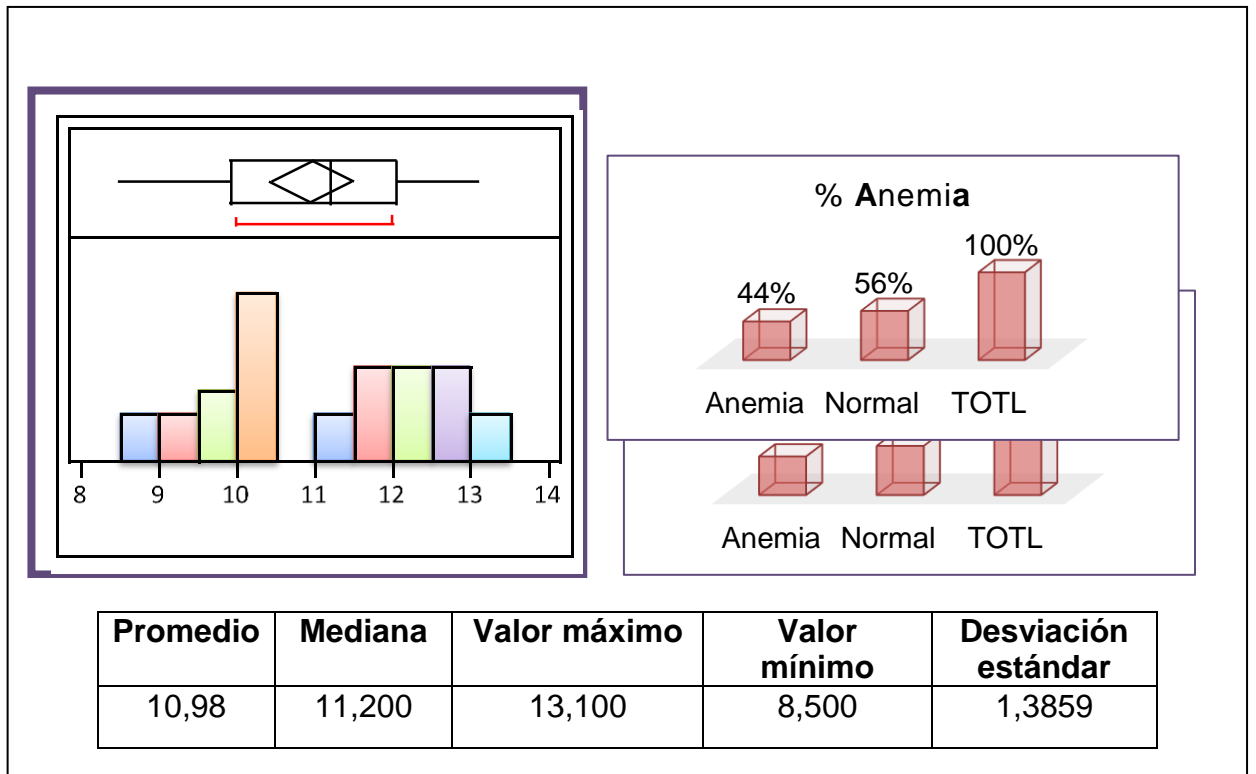 8 9 10 11 12 13 14
% Anemia
44% 56% 100%
Anemia Normal TOTL
Anemia Normal TOTL
Promedio Mediana Valor máximo Valor mínimo Desviación estándar
10,98 11,200 13,100 8,500 1,3859